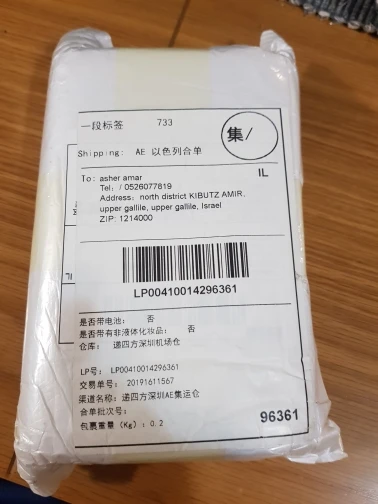 一段标签 733
集/
Shipping: AE 以色列合单
IL
To: asher amar
Tel: / 0526077819
Address: north district KIBUTZ AMIR,
upper gallile, upper gallile, Israel
ZIP: 1214000
LP00410014296361
是否带电池: 否
是否带有非液体化妆品: 否
仓库: 递四方深圳机场仓
LP号: LP00410014296361
交易单号: 20191611567
渠道名称: 递四方深圳AE集运仓
合单批次号:
包裹重量(Kg): 0.2
96361